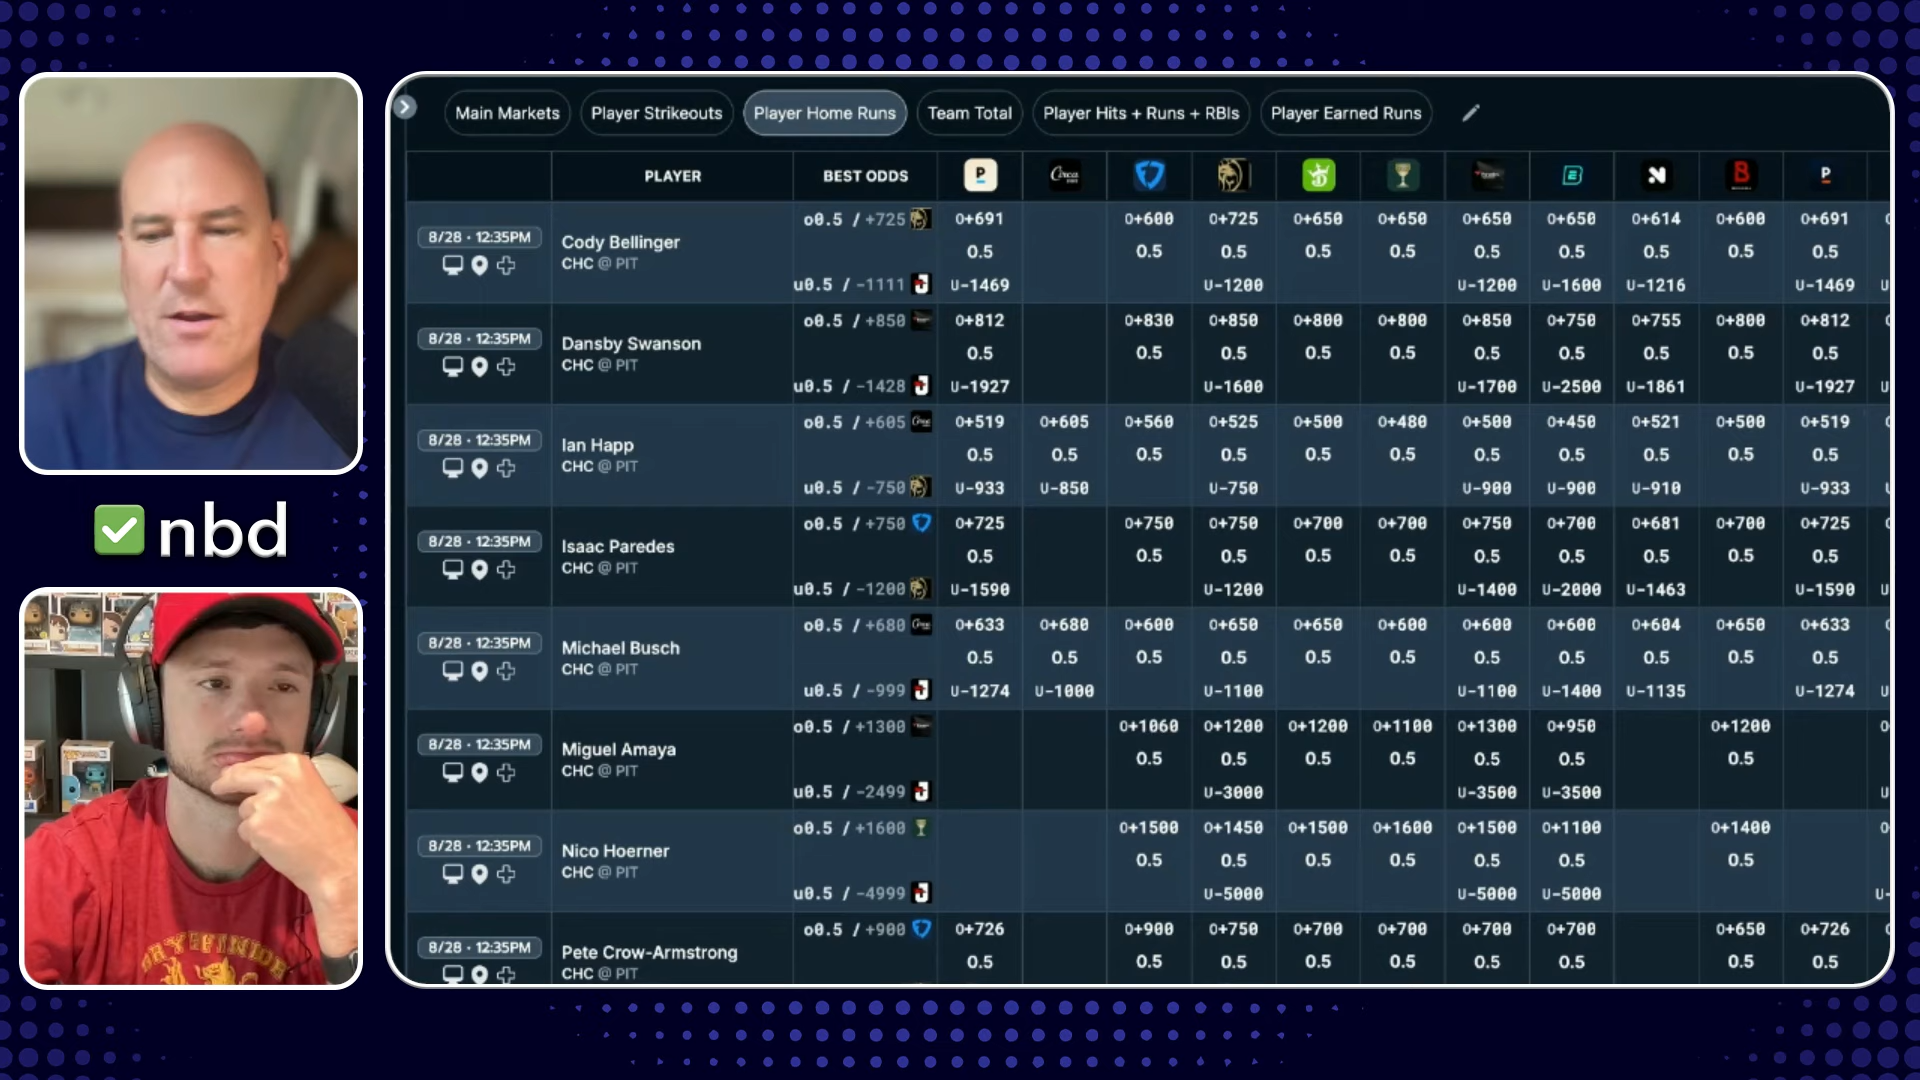 Main Markets Player Strikeouts Player Home Runs Team Total Player Hits + Runs + RBIs Player Earned Runs
PLAYER BEST ODDS P Circa D E N B P
o0.5 / +725 O+691 O+600 O+725 O+650 O+650 O+650 O+650 O+614 O+600 O+691
8/28 · 12:35PM Cody Bellinger 0.5 0.5 0.5 0.5 0.5 0.5 0.5 0.5 0.5 0.5
CHC @ PIT
u0.5 / -1111 U-1469 U-1200 U-1200 U-1600 U-1216 U-1469
o0.5 / +850 O+812 O+830 O+850 O+800 O+800 O+850 O+750 O+755 O+800 O+812
8/28 · 12:35PM Dansby Swanson 0.5 0.5 0.5 0.5 0.5 0.5 0.5 0.5 0.5 0.5
CHC @ PIT
u0.5 / -1428 U-1927 U-1600 U-1700 U-2500 U-1861 U-1927
o0.5 / +605 O+519 O+605 O+560 O+525 O+500 O+480 O+500 O+450 O+521 O+500 O+519
8/28 · 12:35PM Ian Happ 0.5 0.5 0.5 0.5 0.5 0.5 0.5 0.5 0.5 0.5 0.5
CHC @ PIT
u0.5 / -750 U-933 U-850 U-750 U-900 U-900 U-910 U-933
o0.5 / +750 O+725 O+750 O+750 O+700 O+700 O+750 O+700 O+681 O+700 O+725
8/28 · 12:35PM Isaac Paredes 0.5 0.5 0.5 0.5 0.5 0.5 0.5 0.5 0.5 0.5
CHC @ PIT
u0.5 / -1200 U-1590 U-1200 U-1400 U-2000 U-1463 U-1590
o0.5 / +680 O+633 O+680 O+600 O+650 O+650 O+600 O+600 O+600 O+604 O+650 O+633
8/28 · 12:35PM Michael Busch 0.5 0.5 0.5 0.5 0.5 0.5 0.5 0.5 0.5 0.5 0.5
CHC @ PIT
u0.5 / -999 U-1274 U-1000 U-1100 U-1100 U-1400 U-1135 U-1274
o0.5 / +1300 O+1060 O+1200 O+1200 O+1100 O+1300 O+950 O+1200
8/28 · 12:35PM Miguel Amaya 0.5 0.5 0.5 0.5 0.5 0.5 0.5
CHC @ PIT
u0.5 / -2499 U-3000 U-3500 U-3500
o0.5 / +1600 O+1500 O+1450 O+1500 O+1600 O+1500 O+1100 O+1400
8/28 · 12:35PM Nico Hoerner 0.5 0.5 0.5 0.5 0.5 0.5 0.5
CHC @ PIT
u0.5 / -4999 U-5000 U-5000 U-5000
o0.5 / +900 O+726 O+900 O+750 O+700 O+700 O+700 O+700 O+650 O+726
8/28 · 12:35PM Pete Crow-Armstrong 0.5 0.5 0.5 0.5 0.5 0.5 0.5 0.5 0.5
CHC @ PIT
nbd